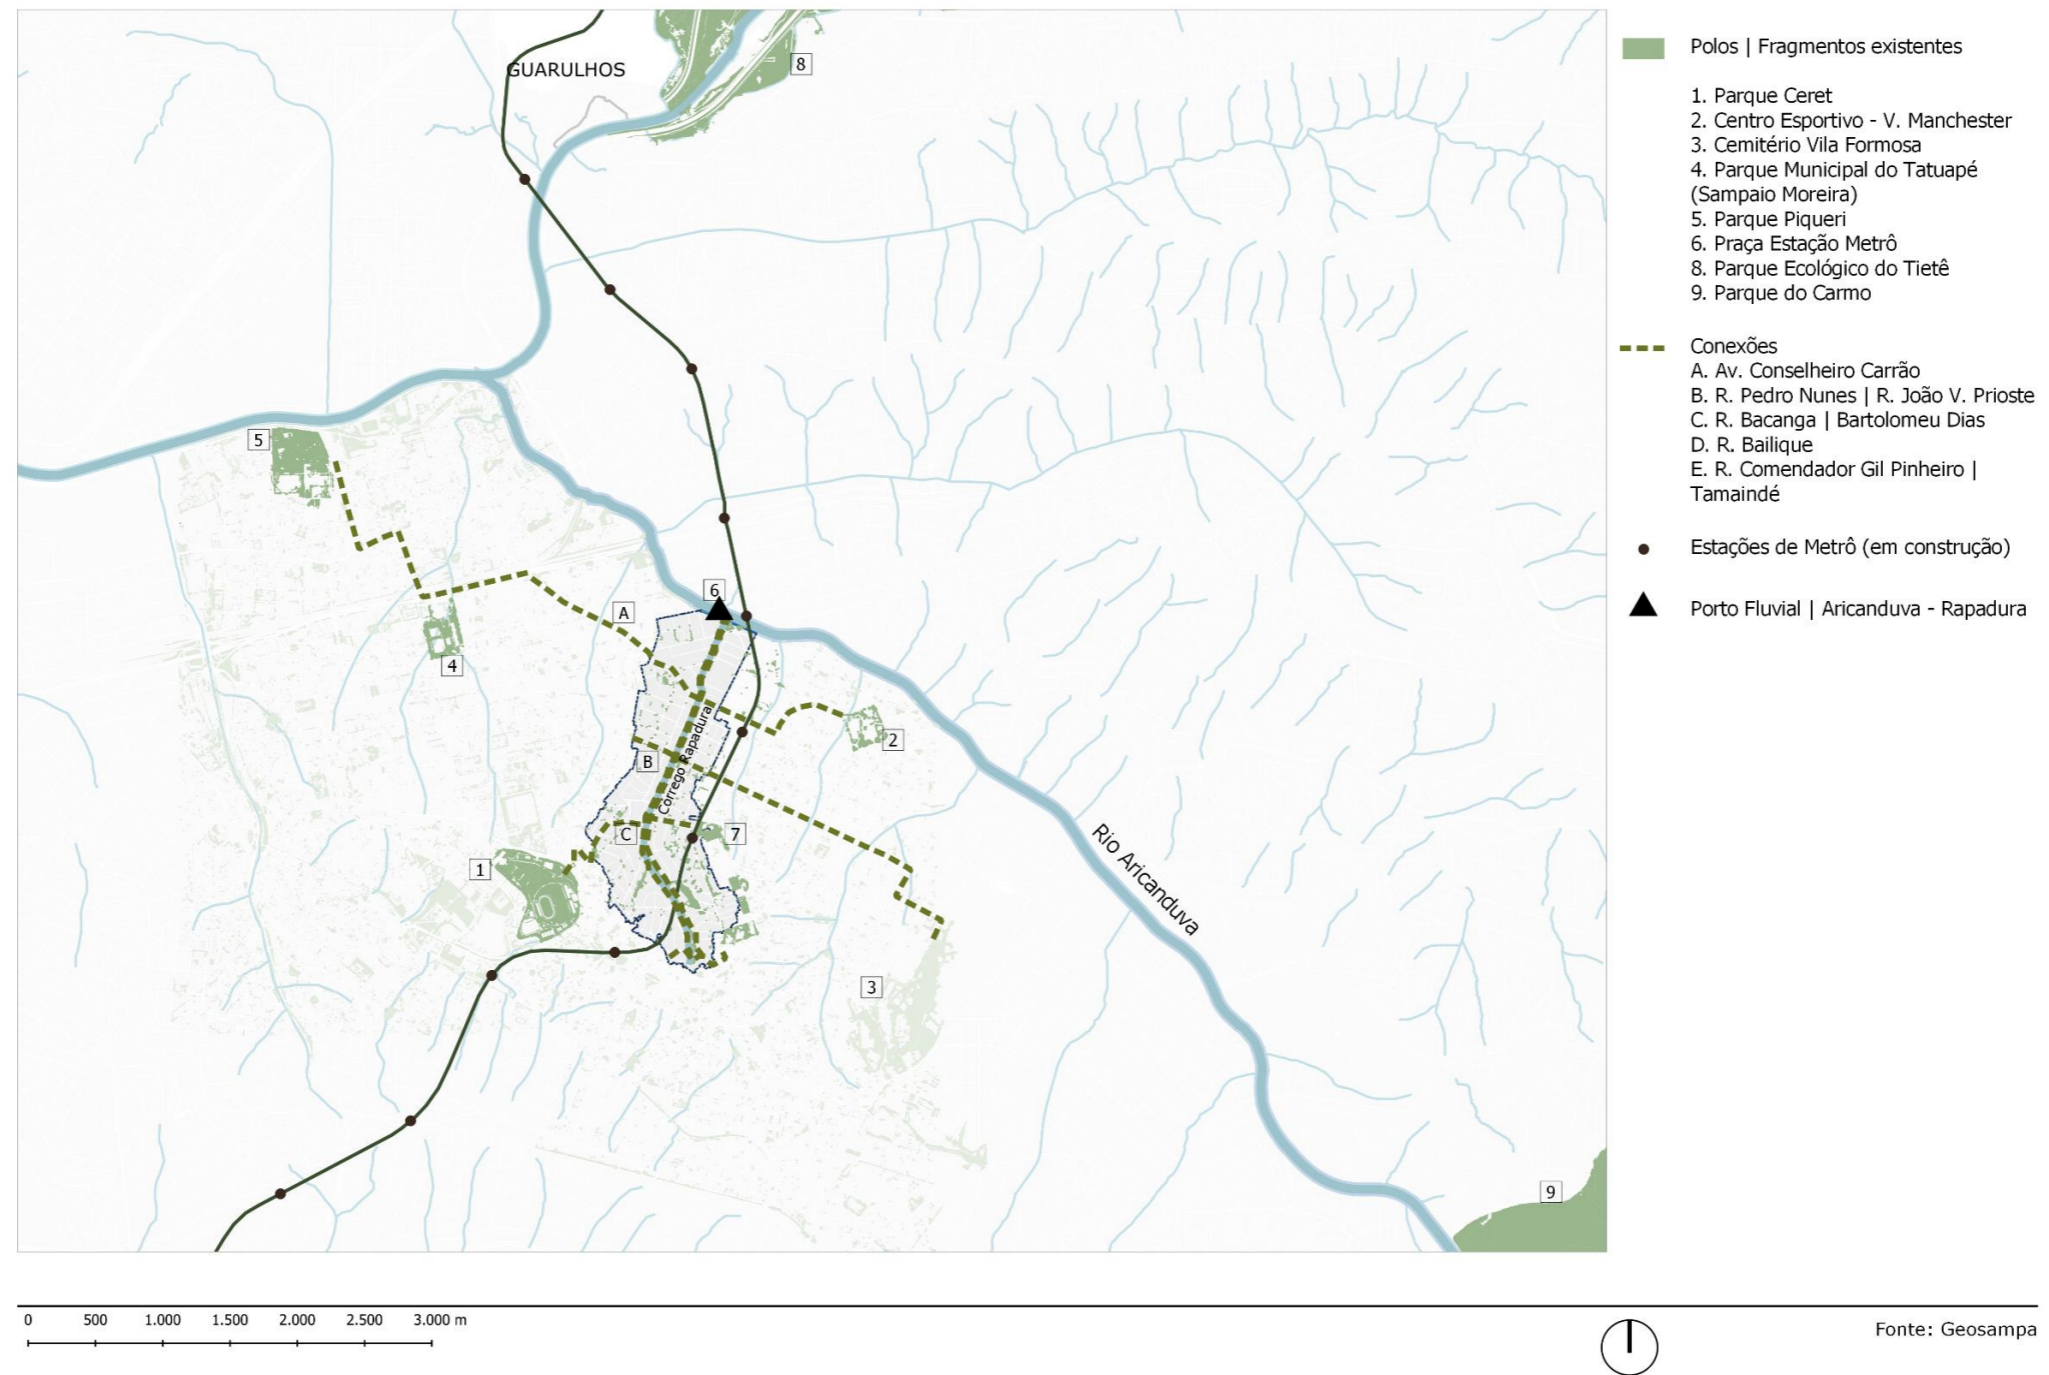 GUARULHOS
8
5
4
A
6
2
B
Corrego Rapadura
C
7
1
3
Rio Aricanduva
9
Polos | Fragmentos existentes
1. Parque Ceret
2. Centro Esportivo - V. Manchester
3. Cemitério Vila Formosa
4. Parque Municipal do Tatuapé
(Sampaio Moreira)
5. Parque Piqueri
6. Praça Estação Metrô
8. Parque Ecológico do Tietê
9. Parque do Carmo
Conexões
A. Av. Conselheiro Carrão
B. R. Pedro Nunes | R. João V. Prioste
C. R. Bacanga | Bartolomeu Dias
D. R. Bailique
E. R. Comendador Gil Pinheiro |
Tamaindé
Estações de Metrô (em construção)
Porto Fluvial | Aricanduva - Rapadura
0 500 1.000 1.500 2.000 2.500 3.000 m
Fonte: Geosampa